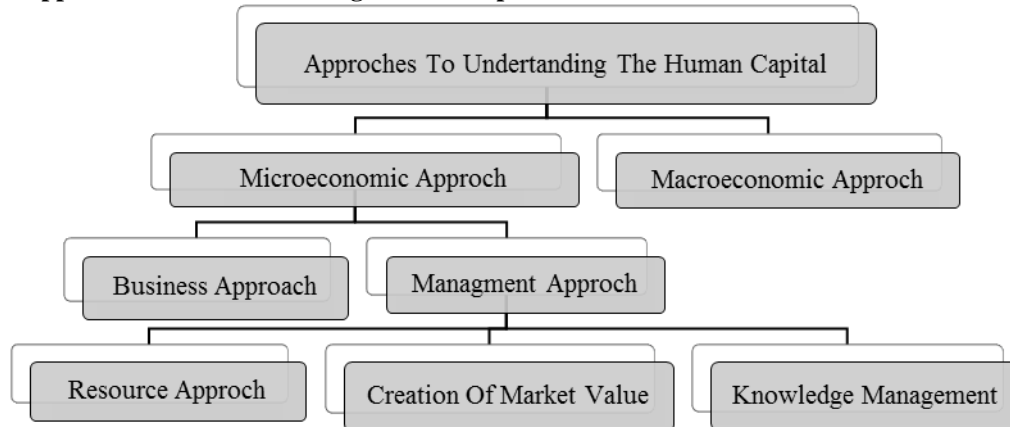 Approches To Undertanding The Human Capital
Microeconomic Approch
Macroeconomic Approch
Business Approach
Managment Approch
Resource Approch
Creation Of Market Value
Knowledge Management